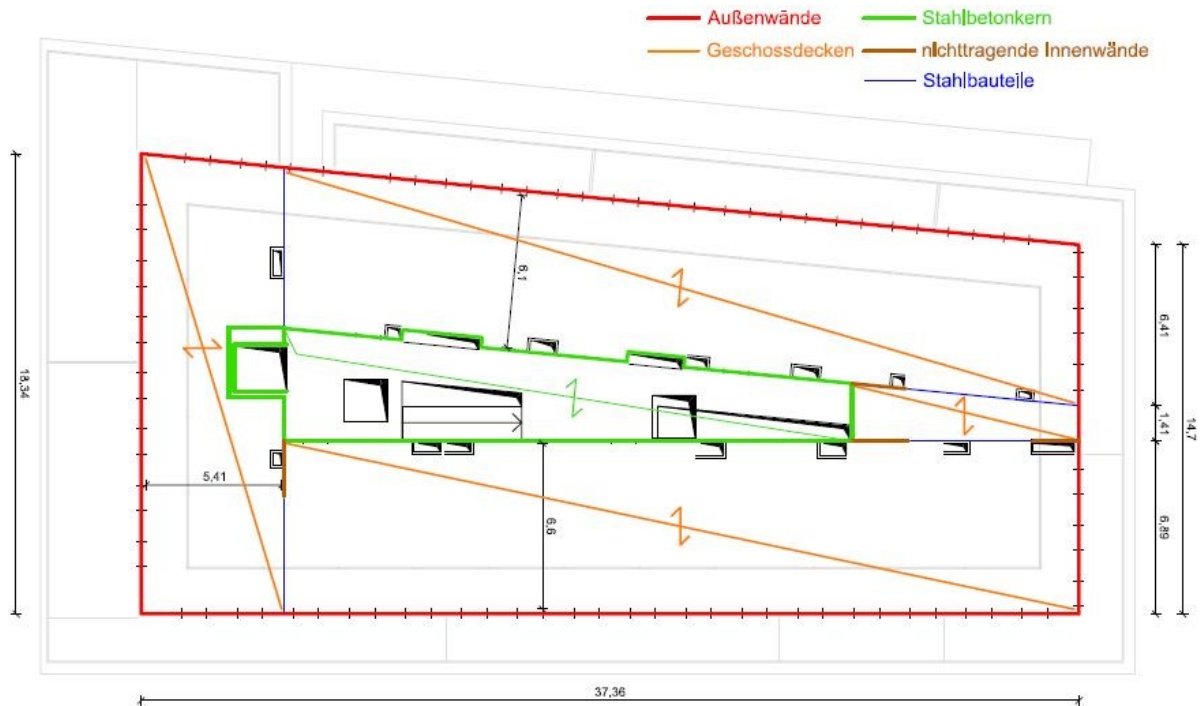 Außenwände
Stahlbetonkern
Geschossdecken
nichttragende Innenwände
Stahlbauteile
6,1
18,34
6,41
1,41
14,7
5,41
6,6
6,89
37,36